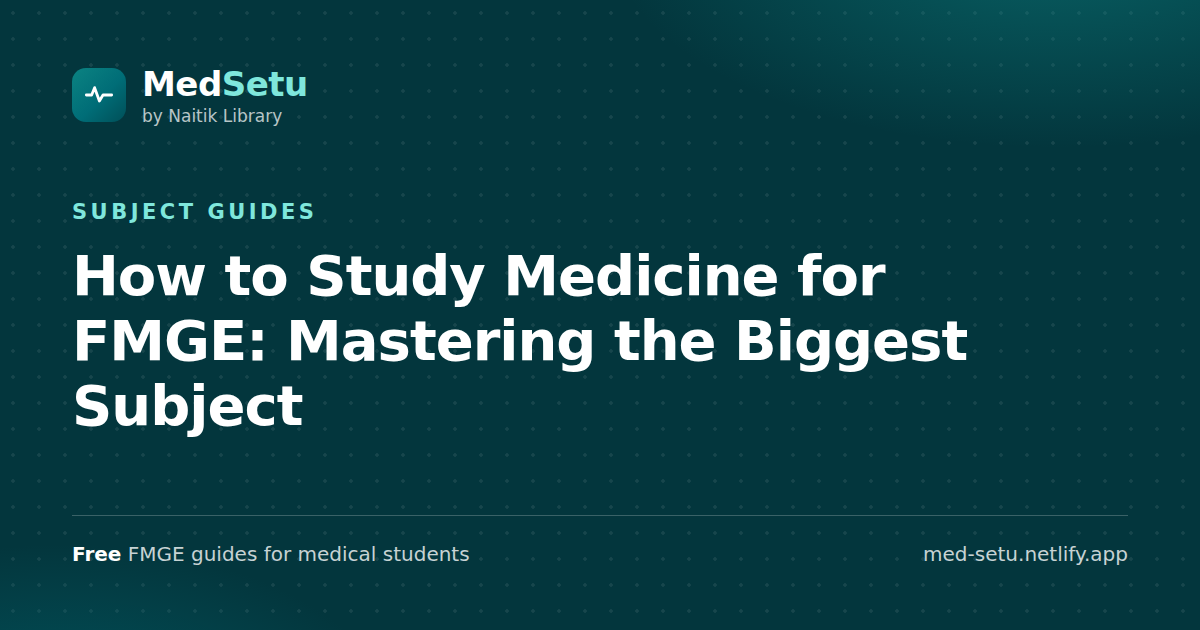 MedSetu
by Naitik Library
SUBJECT GUIDES
How to Study Medicine for
FMGE: Mastering the Biggest
Subject
Free FMGE guides for medical students
med-setu.netlify.app